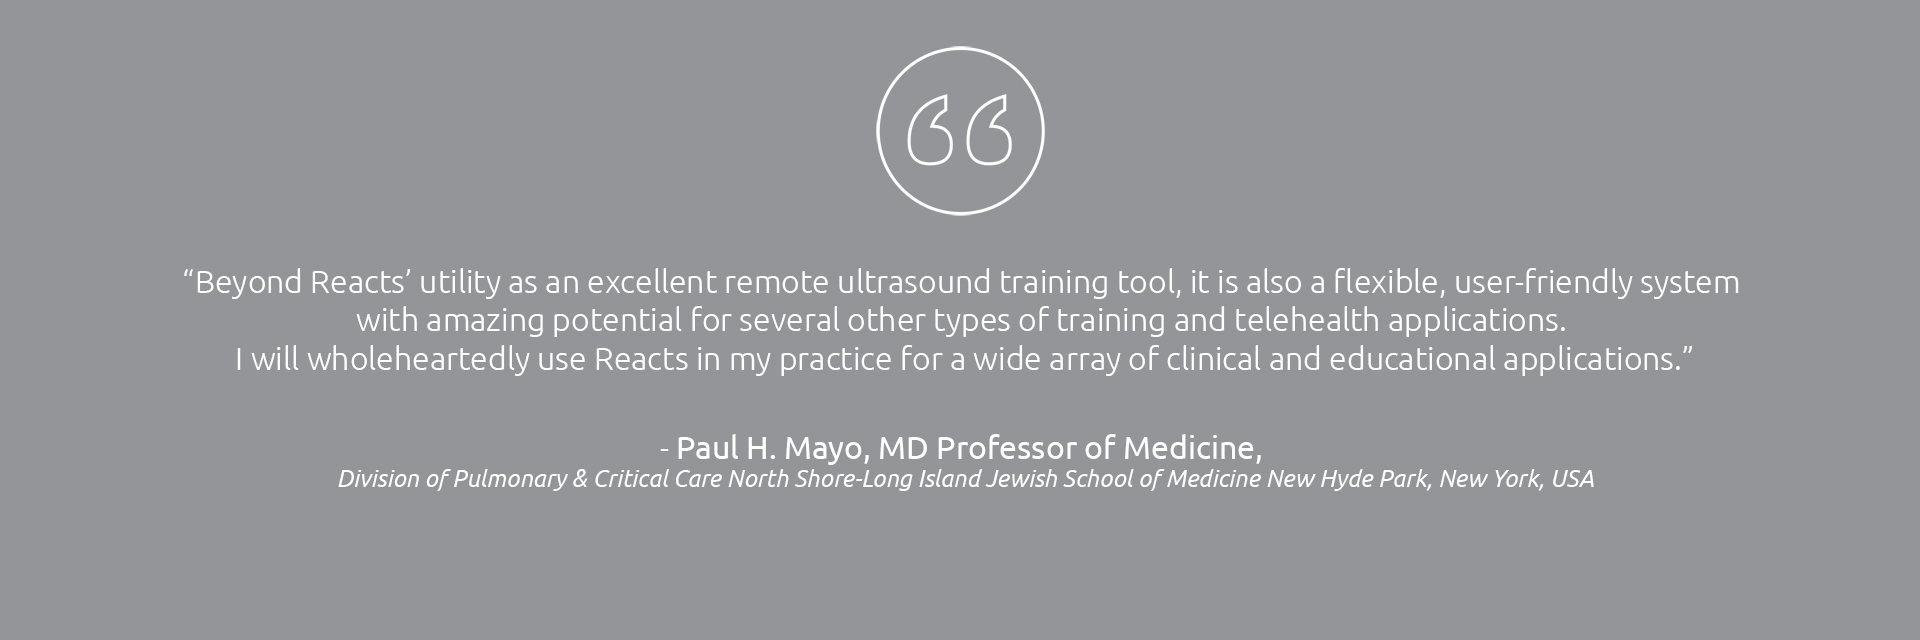 “Beyond Reacts’ utility as an excellent remote ultrasound training tool, it is also a flexible, user-friendly system
with amazing potential for several other types of training and telehealth applications.
I will wholeheartedly use Reacts in my practice for a wide array of clinical and educational applications.”
- Paul H. Mayo, MD Professor of Medicine,
Division of Pulmonary & Critical Care North Shore-Long Island Jewish School of Medicine New Hyde Park, New York, USA